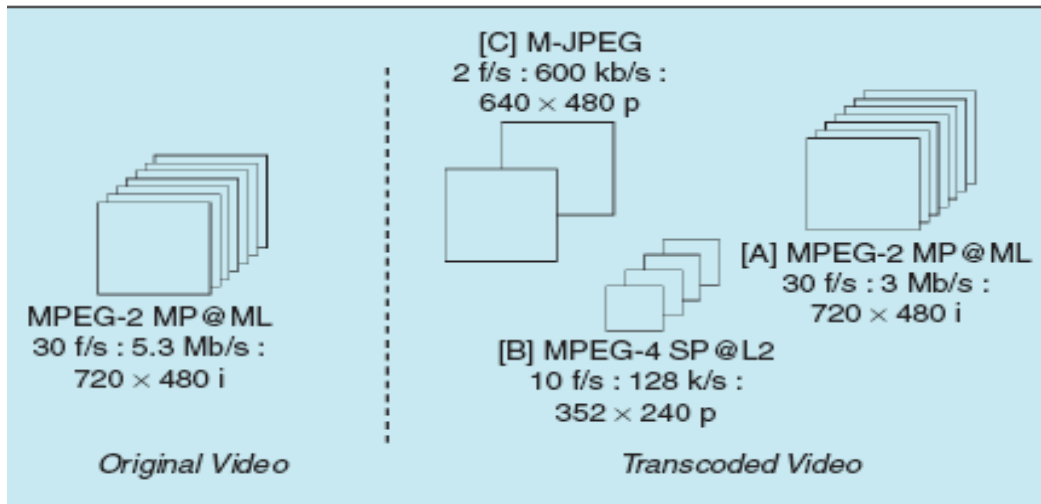 MPEG-2 MP@ML
30 f/s : 5.3 Mb/s :
720 × 480 i
Original Video
[C] M-JPEG
2 f/s : 600 kb/s :
640 × 480 p
[A] MPEG-2 MP@ML
30 f/s : 3 Mb/s :
720 × 480 i
[B] MPEG-4 SP@L2
10 f/s : 128 k/s :
352 × 240 p
Transcoded Video